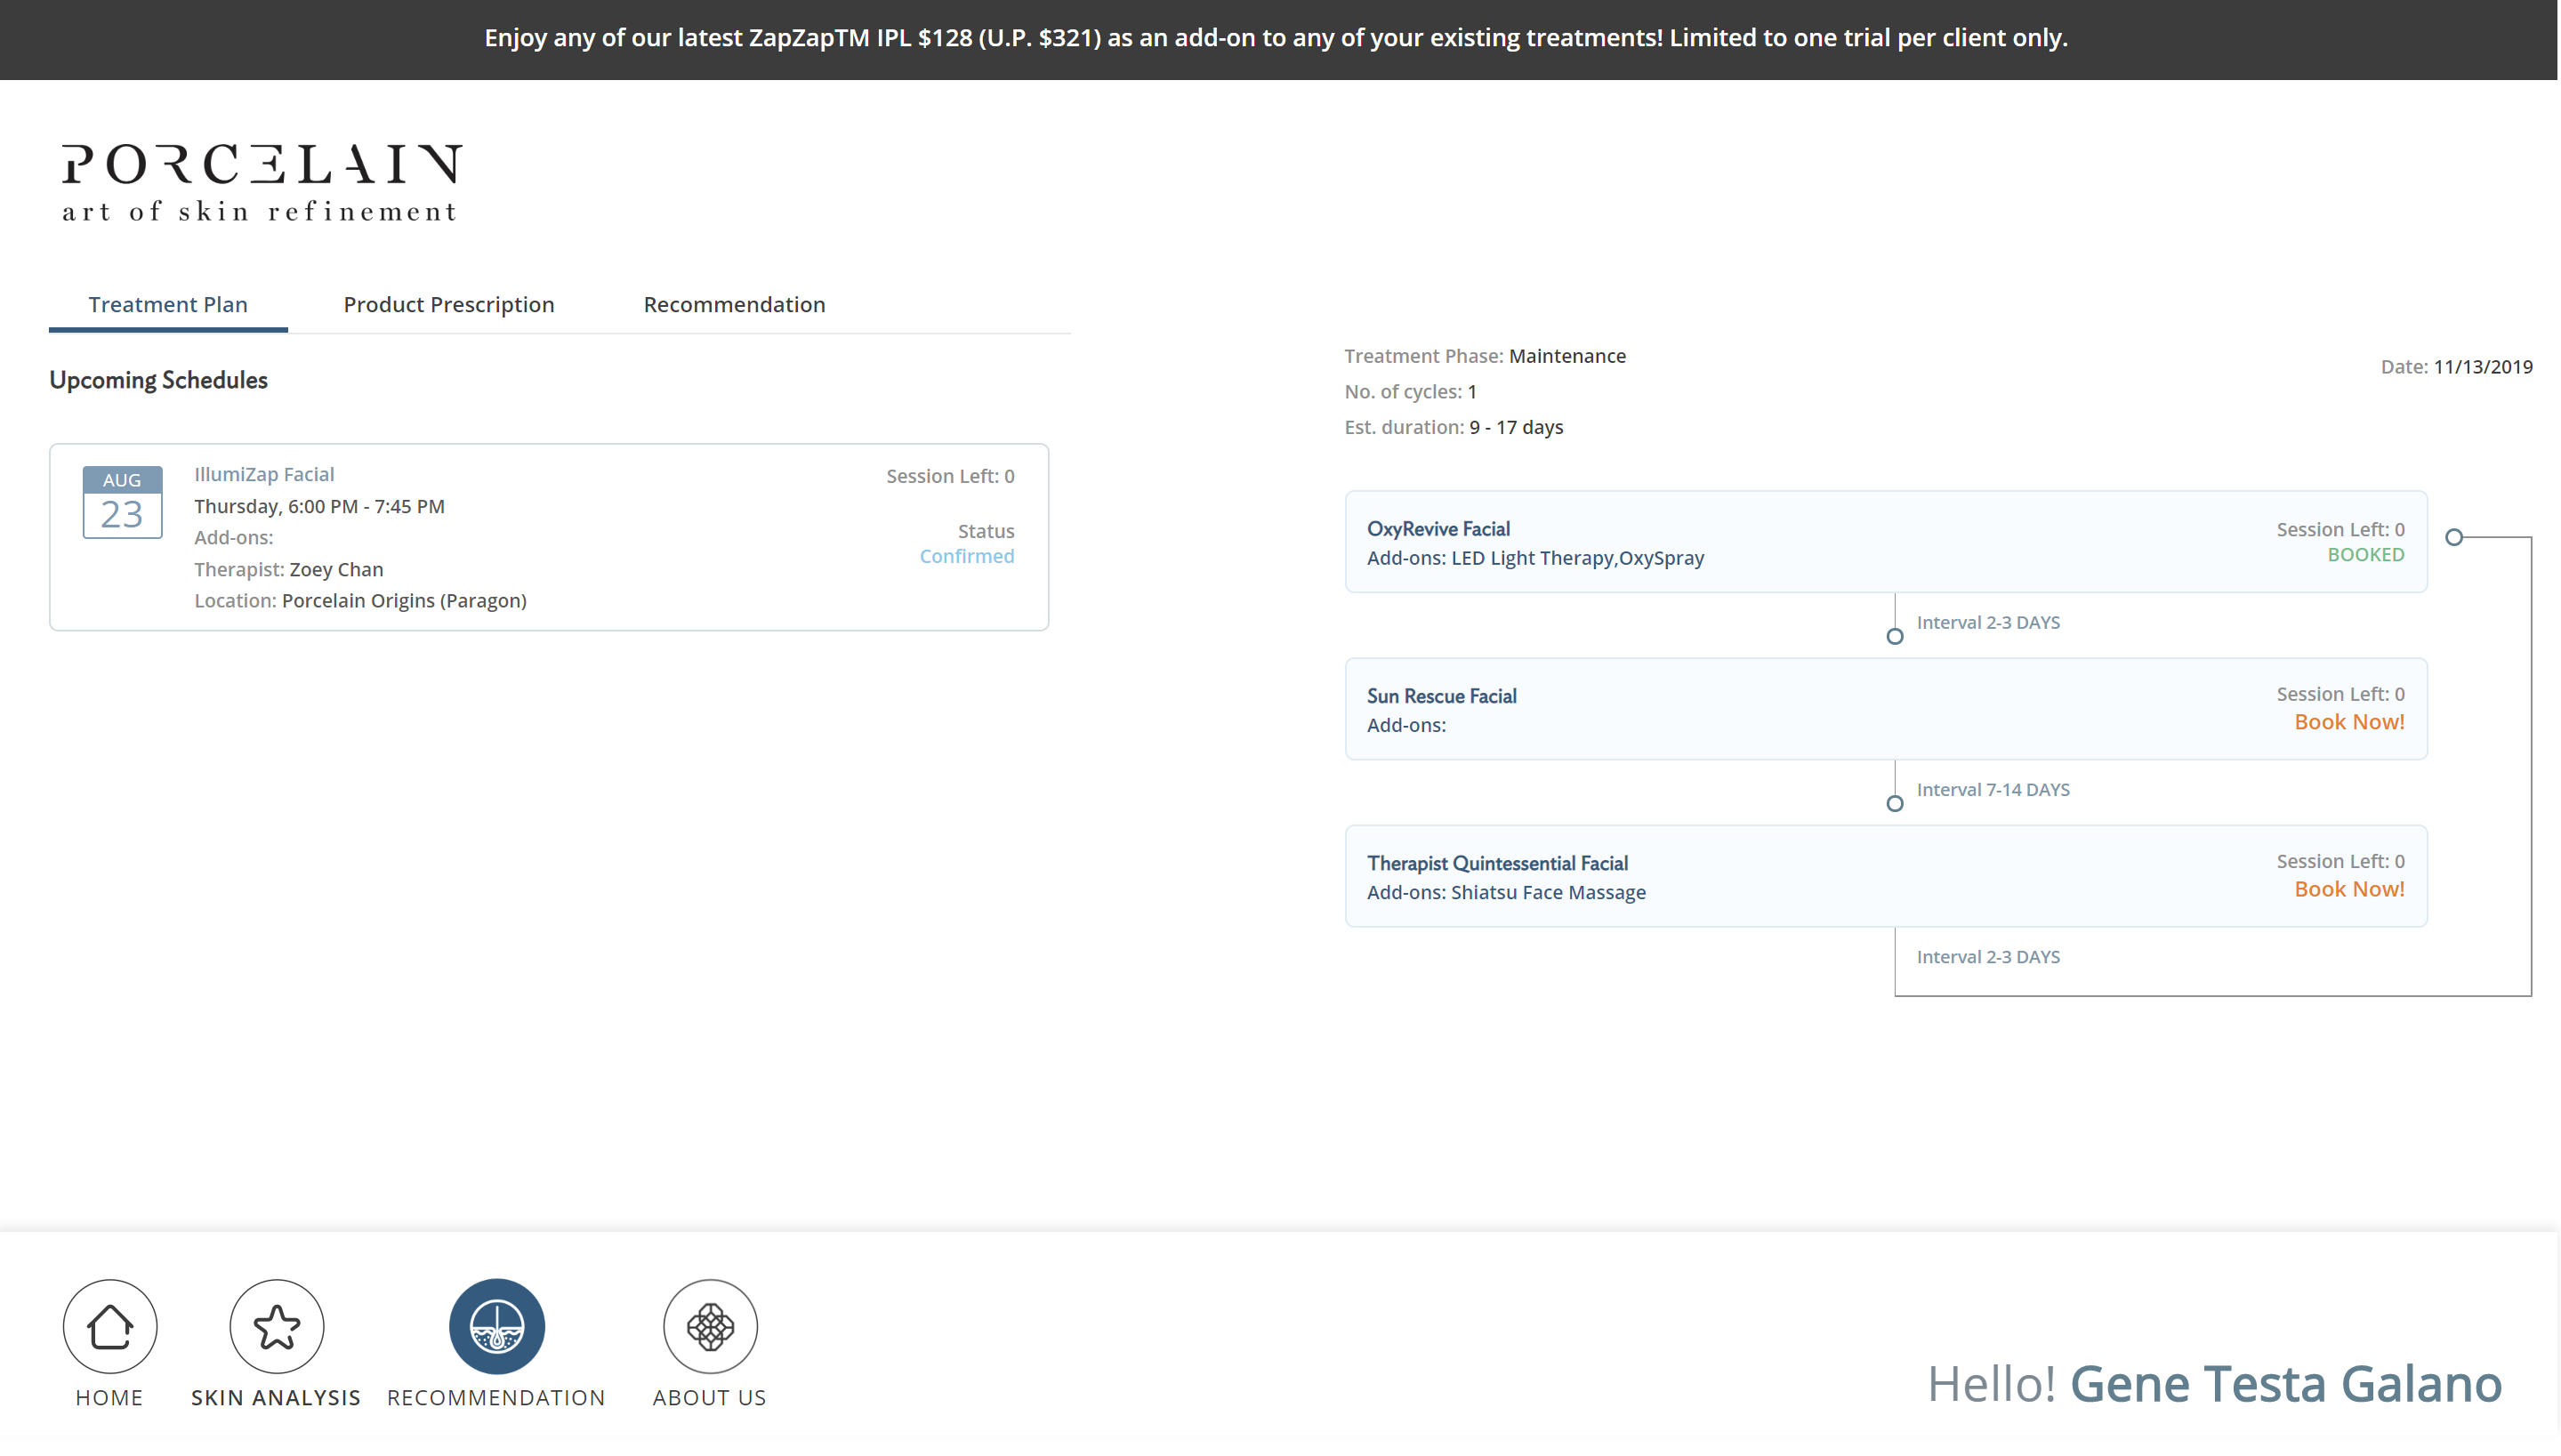 Enjoy any of our latest ZapZapTM IPL $128 (U.P. $321) as an add-on to any of your existing treatments! Limited to one trial per client only.
PORCELAIN
art of skin refinement
Treatment Plan
Product Prescription
Recommendation
Upcoming Schedules
AUG
23
IllumiZap Facial
Thursday, 6:00 PM - 7:45 PM
Add-ons:
Therapist: Zoey Chan
Location: Porcelain Origins (Paragon)
Session Left: 0
Status
Confirmed
Treatment Phase: Maintenance
No. of cycles: 1
Est. duration: 9 - 17 days
Date: 11/13/2019
OxyRevive Facial
Add-ons: LED Light Therapy,OxySpray
Session Left: 0
BOOKED
Interval 2-3 DAYS
Sun Rescue Facial
Add-ons:
Session Left: 0
Book Now!
Interval 7-14 DAYS
Therapist Quintessential Facial
Add-ons: Shiatsu Face Massage
Session Left: 0
Book Now!
Interval 2-3 DAYS
HOME
SKIN ANALYSIS
RECOMMENDATION
ABOUT US
Hello! Gene Testa Galano